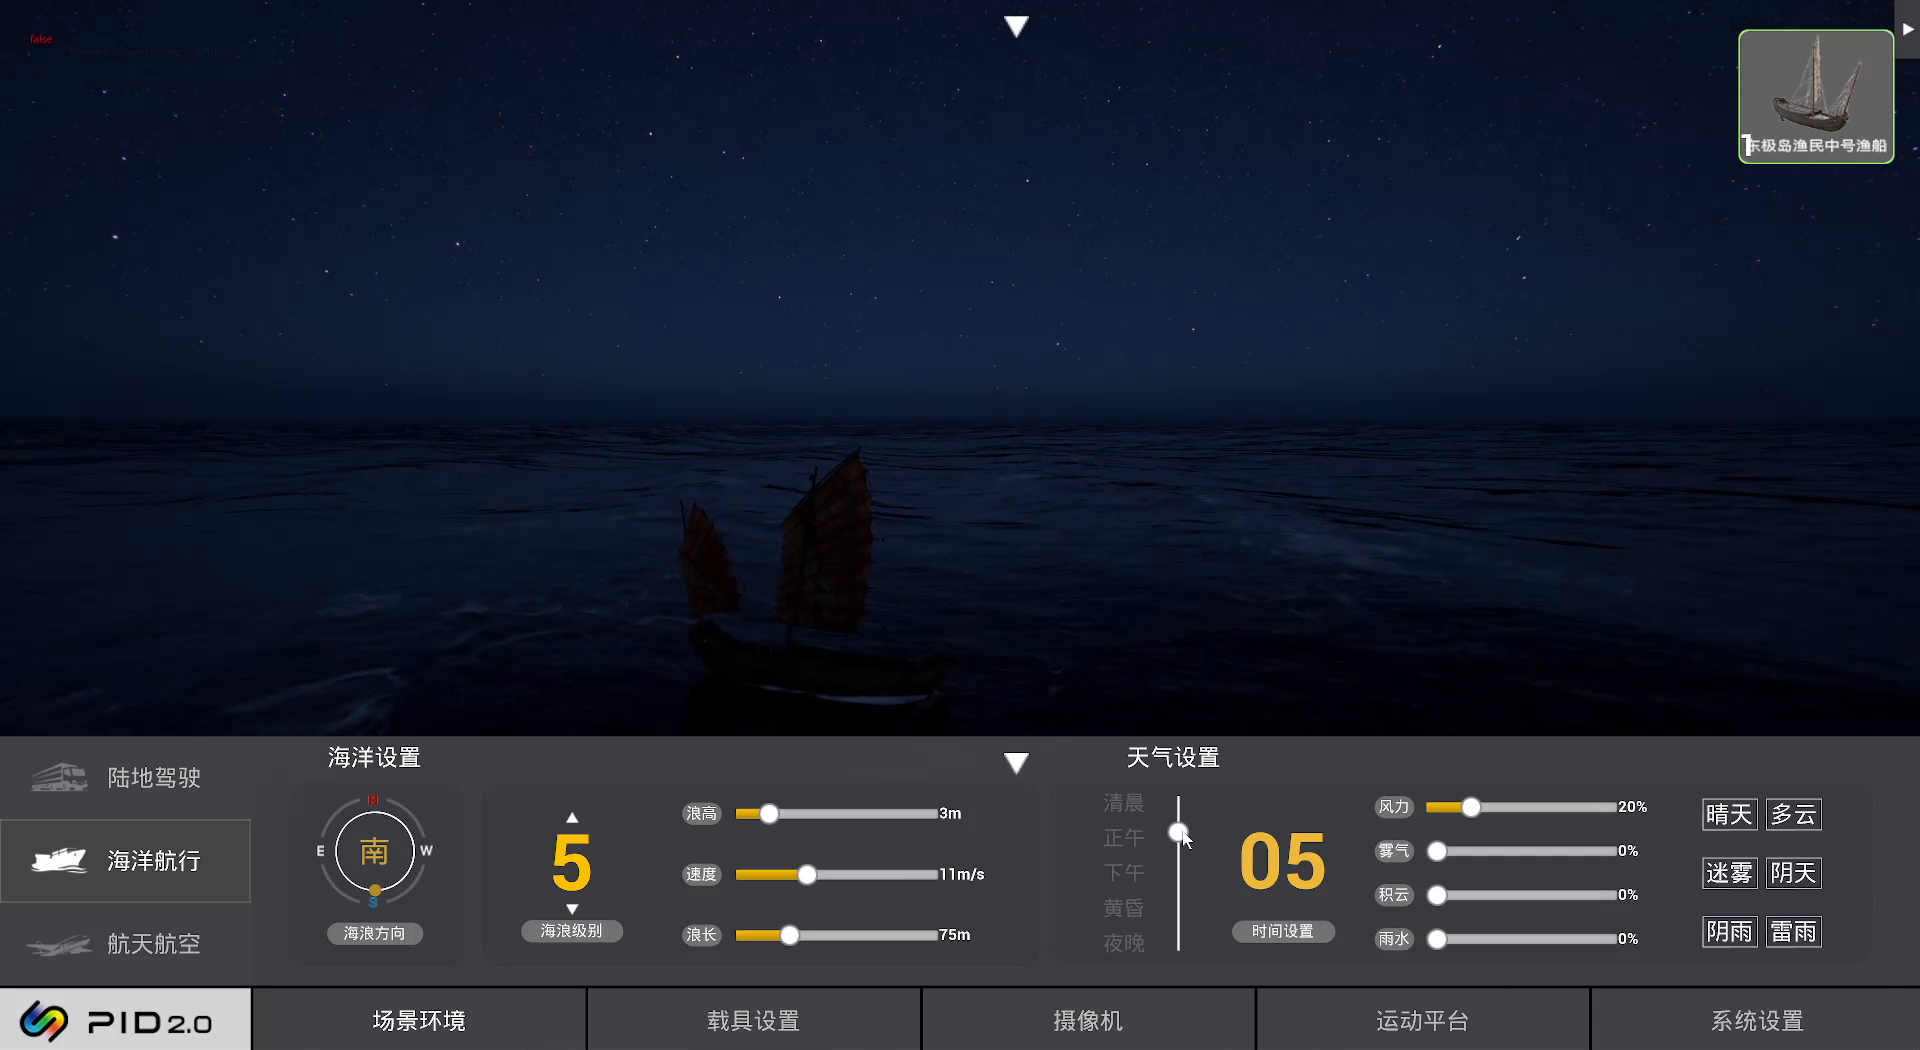 false
1
东极岛渔民中号渔船
海洋设置
天气设置
陆地驾驶
海洋航行
航天航空
N
E
南
W
S
海浪方向
5
海浪级别
浪高 3m
速度 11m/s
浪长 75m
清晨
正午
下午
黄昏
夜晚
05
时间设置
风力 20%
雾气 0%
积云 0%
雨水 0%
晴天 多云
迷雾 阴天
阴雨 雷雨
PID 2.0
场景环境
载具设置
摄像机
运动平台
系统设置